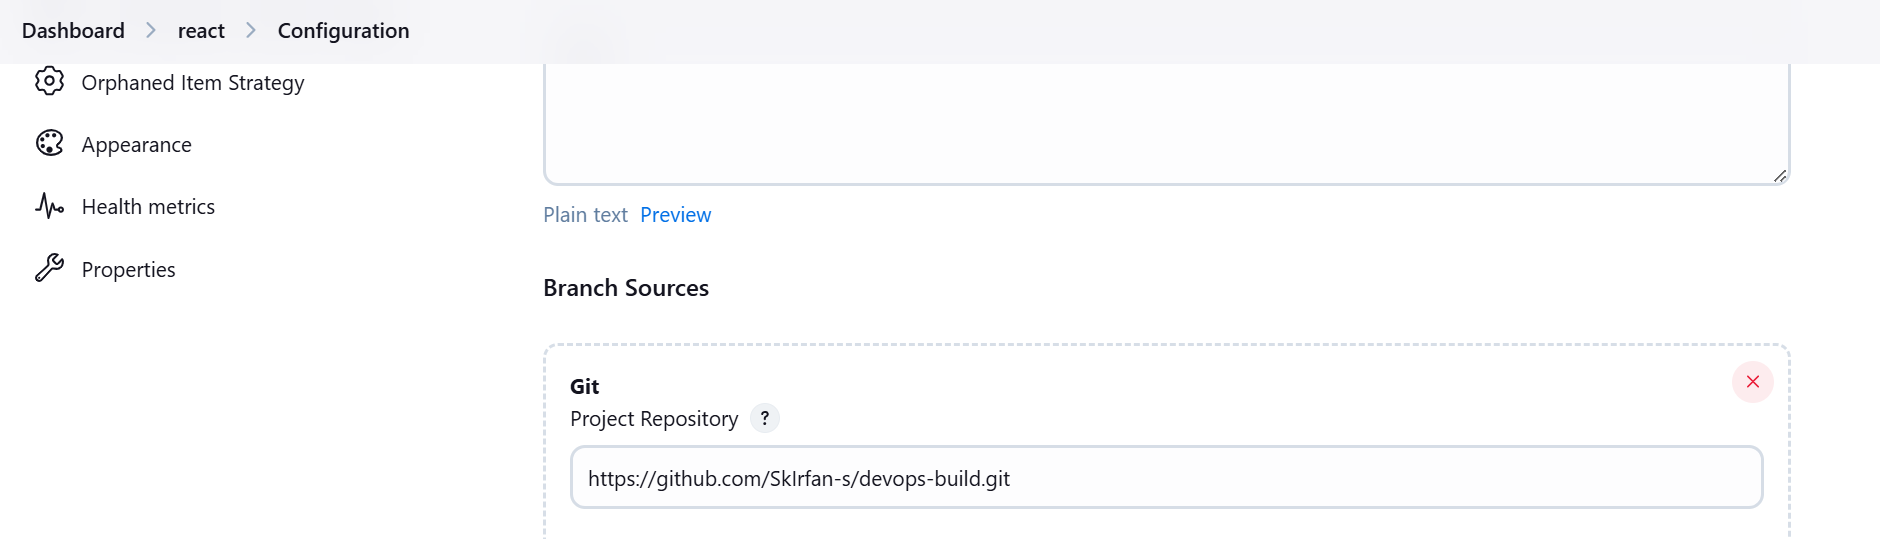 Dashboard react Configuration
Orphaned Item Strategy
Appearance
Health metrics
Properties
Plain text Preview
Branch Sources
Git
Project Repository ?
https://github.com/SkIrfan-s/devops-build.git